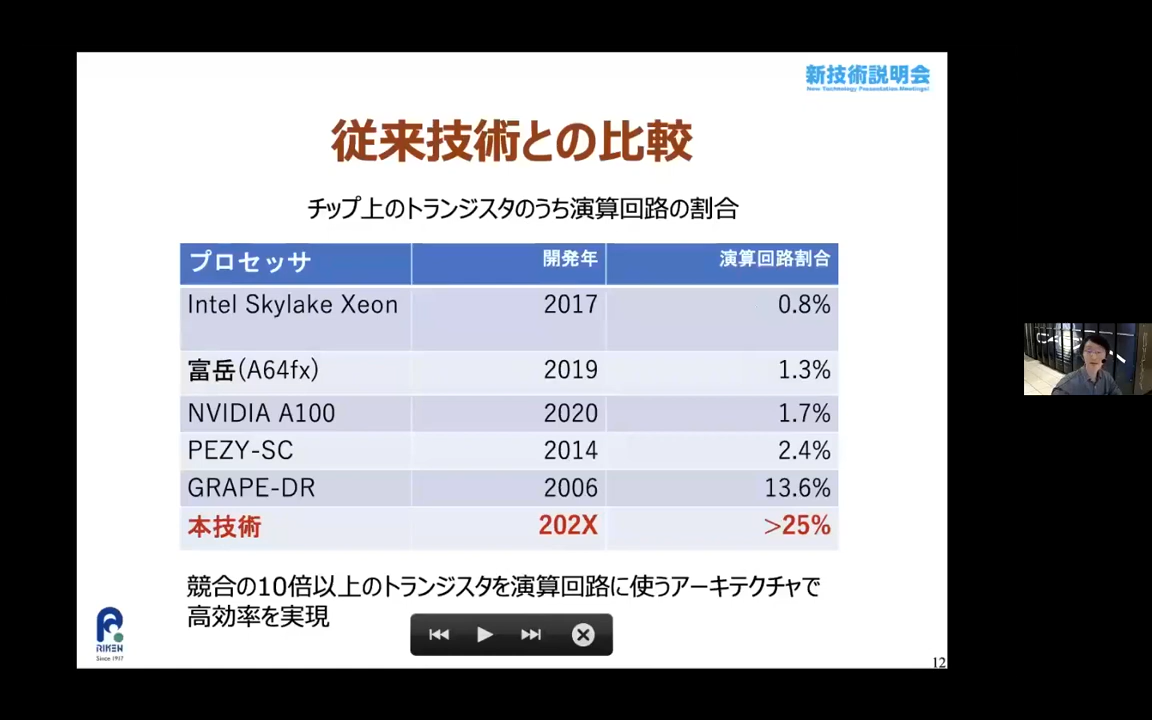 新技術説明会
New Technology Presentation Meetings!
従来技術との比較
チップ上のトランジスタのうち演算回路の割合
プロセッサ 開発年 演算回路割合
Intel Skylake Xeon 2017 0.8%
富岳(A64fx) 2019 1.3%
NVIDIA A100 2020 1.7%
PEZY-SC 2014 2.4%
GRAPE-DR 2006 13.6%
本技術 202X >25%
競合の10倍以上のトランジスタを演算回路に使うアーキテクチャで
高効率を実現
RIKEN
Since 1917
12